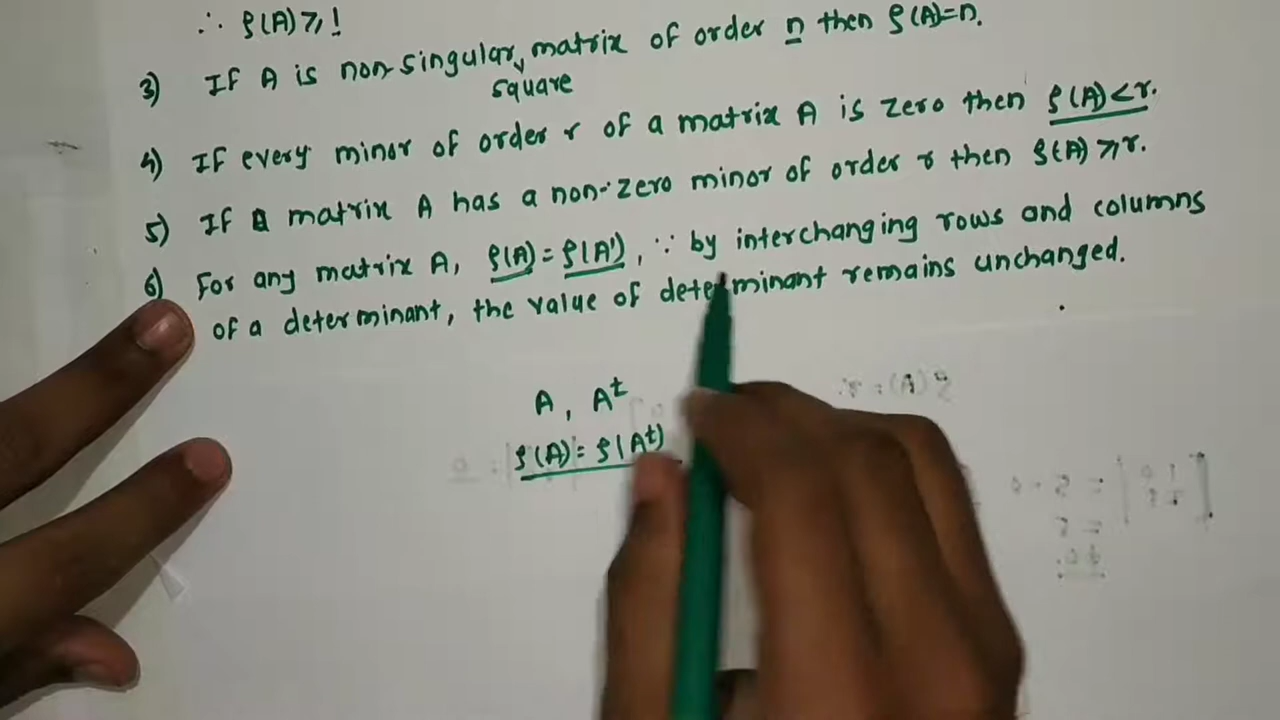 ∴ ρ(A) ⩾ 1
3) If A is non-singular, matrix of order n then ρ(A)=n.
square
4) If every minor of order r of a matrix A is zero then ρ(A)<r.
5) If a matrix A has a non-zero minor of order r then ρ(A)⩾r.
6) For any matrix A, ρ(A)=ρ(A'), ∵ by interchanging rows and columns
of a determinant, the value of determinant remains unchanged.
A, Aᵗ
ρ(A)= ρ(Aᵗ)